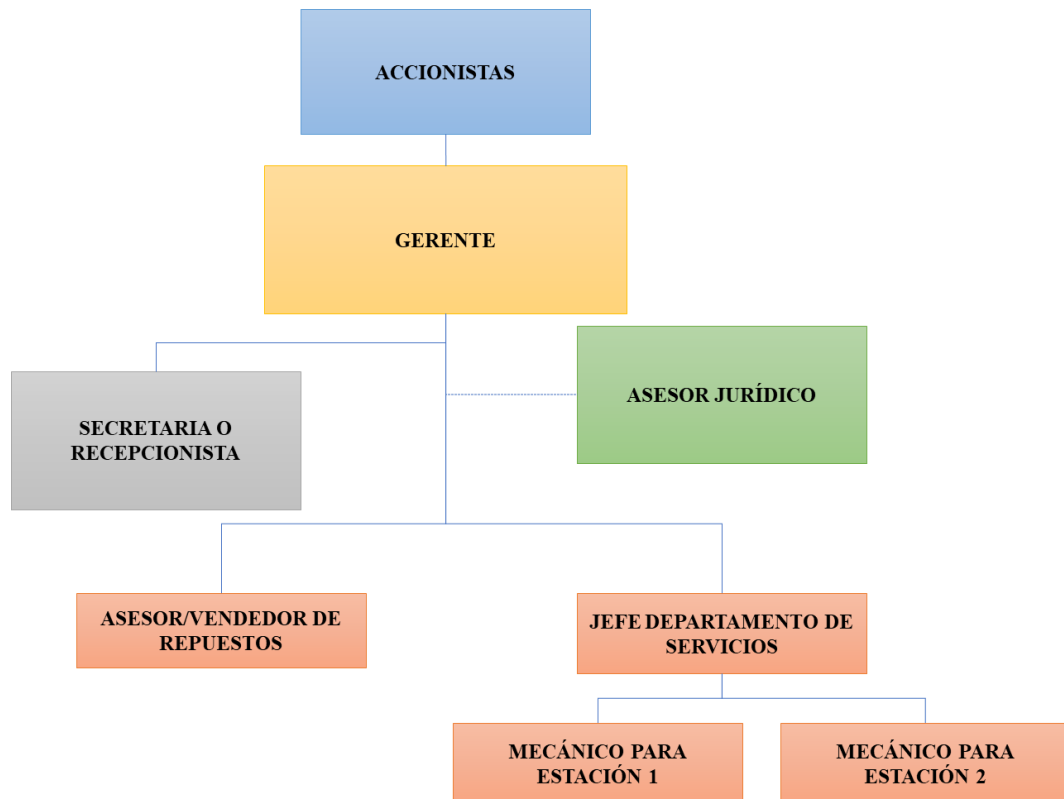 ACCIONISTAS
GERENTE
ASESOR JURÍDICO
SECRETARIA O
RECEPCIONISTA
ASESOR/VENDEDOR DE
REPUESTOS
JEFE DEPARTAMENTO DE
SERVICIOS
MECÁNICO PARA
ESTACIÓN 1
MECÁNICO PARA
ESTACIÓN 2